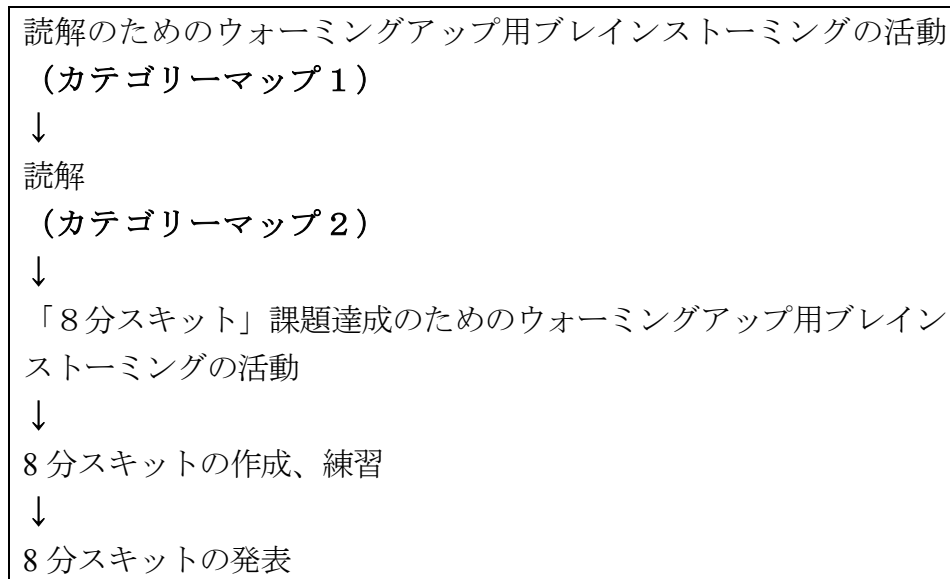 読解のためのウォーミングアップ用ブレインストーミングの活動
（カテゴリーマップ１）
↓
読解
（カテゴリーマップ２）
↓
「８分スキット」課題達成のためのウォーミングアップ用ブレイン
ストーミングの活動
↓
8 分スキットの作成、練習
↓
8 分スキットの発表